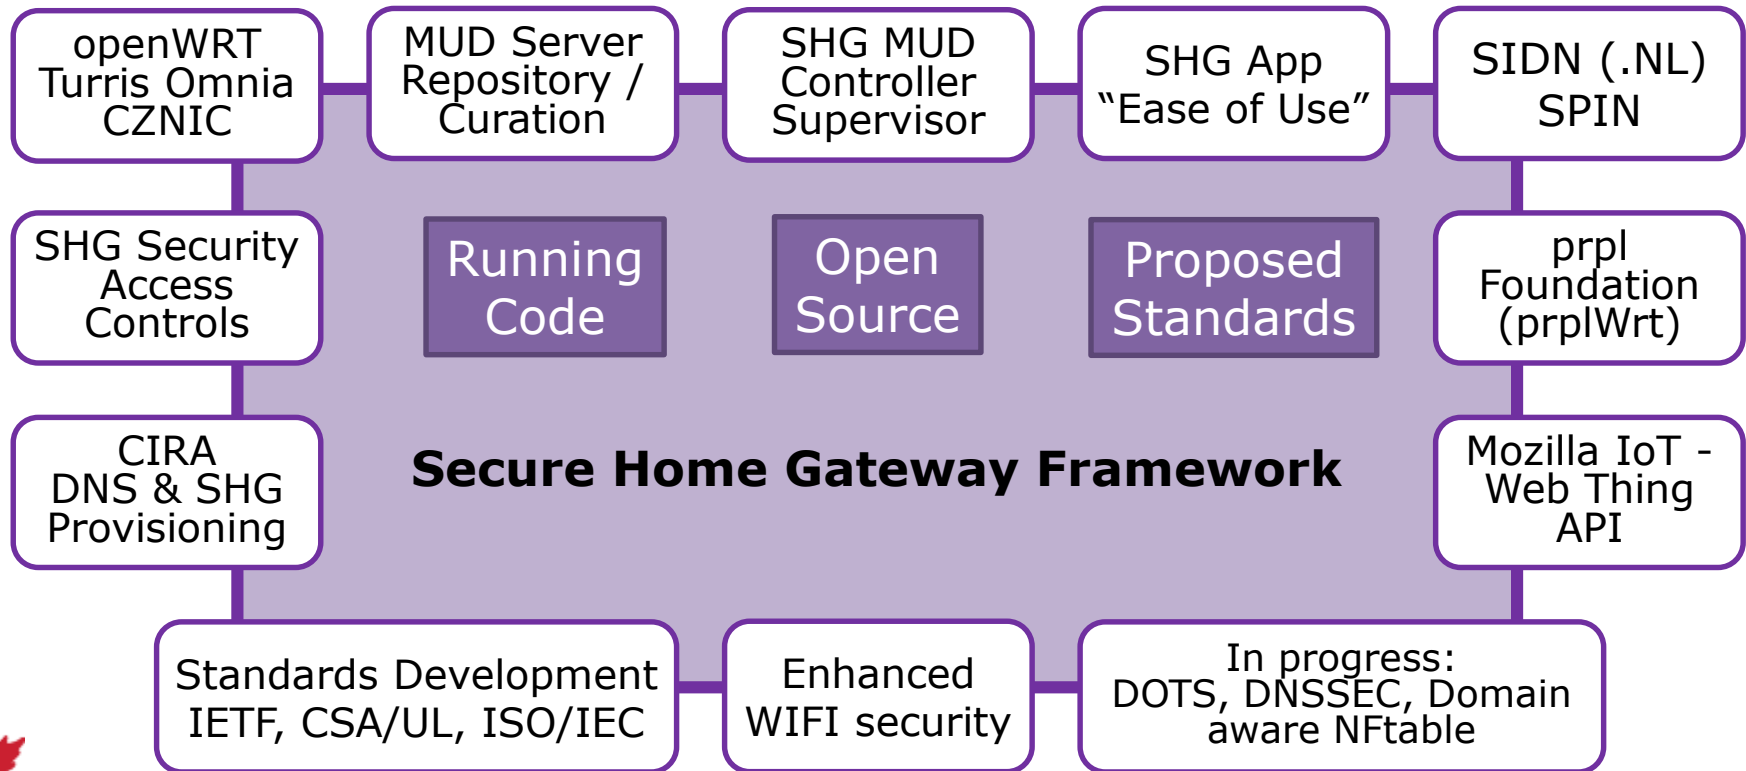 openWRT
Turris Omnia
CZNIC
MUD Server
Repository /
Curation
SHG MUD
Controller
Supervisor
SHG App
“Ease of Use”
SIDN (.NL)
SPIN
SHG Security
Access
Controls
Running
Code
Open
Source
Proposed
Standards
prpl
Foundation
(prplWrt)
CIRA
DNS & SHG
Provisioning
Secure Home Gateway Framework
Mozilla IoT -
Web Thing
API
Standards Development
IETF, CSA/UL, ISO/IEC
Enhanced
WIFI security
In progress:
DOTS, DNSSEC, Domain
aware NFtable